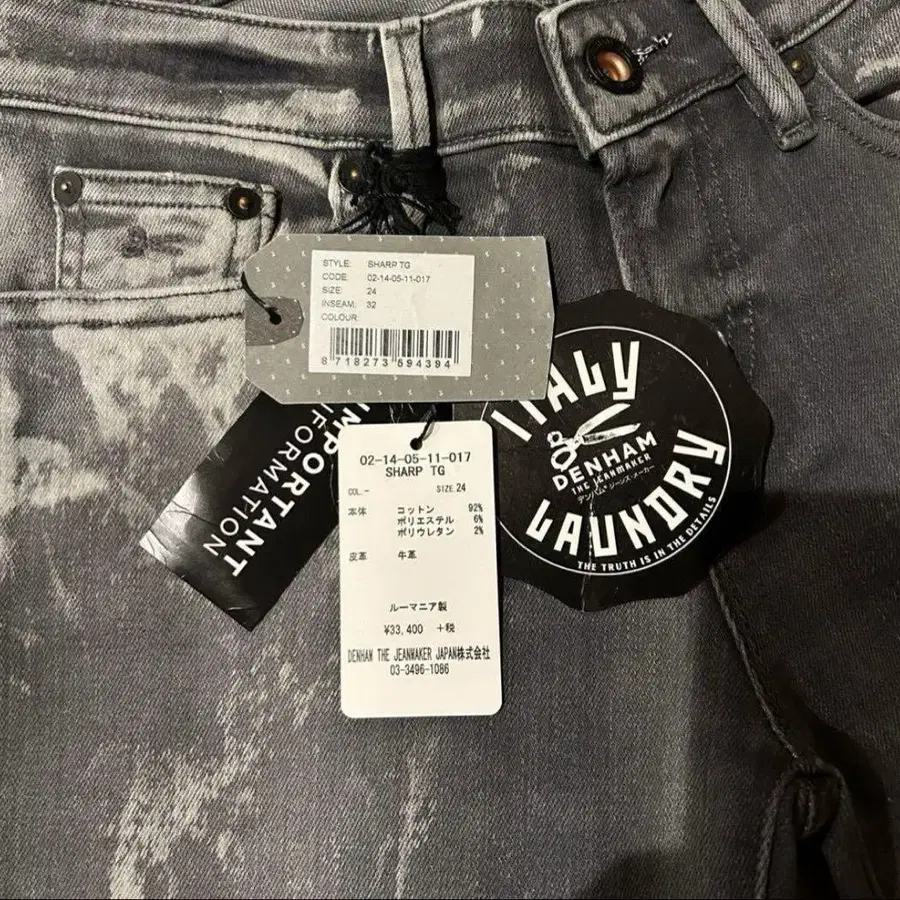 STYLE: SHARP TG
CODE: 02-14-05-11-017
SIZE: 24
INSEAM: 32
COLOUR:
8 718273 594394
IMPORTANT
INFORMATION
02-14-05-11-017
SHARP TG
COL.- SIZE.24
本体 コットン 92%
ポリエステル 6%
ポリウレタン 2%
皮革 牛革
ルーマニア製
¥33,400 +税
DENHAM THE JEANMAKER JAPAN株式会社
03-3496-1086
ITALY
DENHAM
THE JEANMAKER
デンハム ジーンズ・メーカー
LAUNDRY
THE TRUTH IS IN THE DETAILS